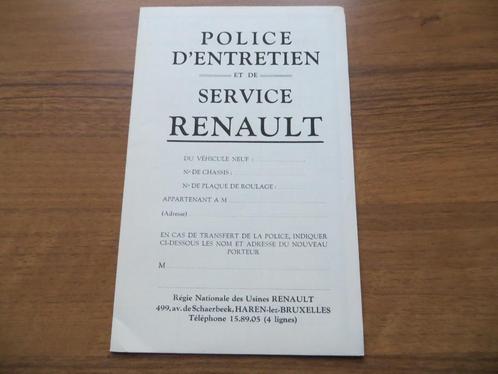 POLICE
D'ENTRETIEN
ET DE
SERVICE
RENAULT
DU VÉHICULE NEUF :
No DE CHASSIS :
No DE PLAQUE DE ROULAGE :
APPARTENANT A M
(Adresse)
EN CAS DE TRANSFERT DE LA POLICE, INDIQUER
CI-DESSOUS LES NOM ET ADRESSE DU NOUVEAU
PORTEUR
M
Régie Nationale des Usines RENAULT
499, av. de Schaerbeek, HAREN-lez-BRUXELLES
Téléphone 15.89.05 (4 lignes)